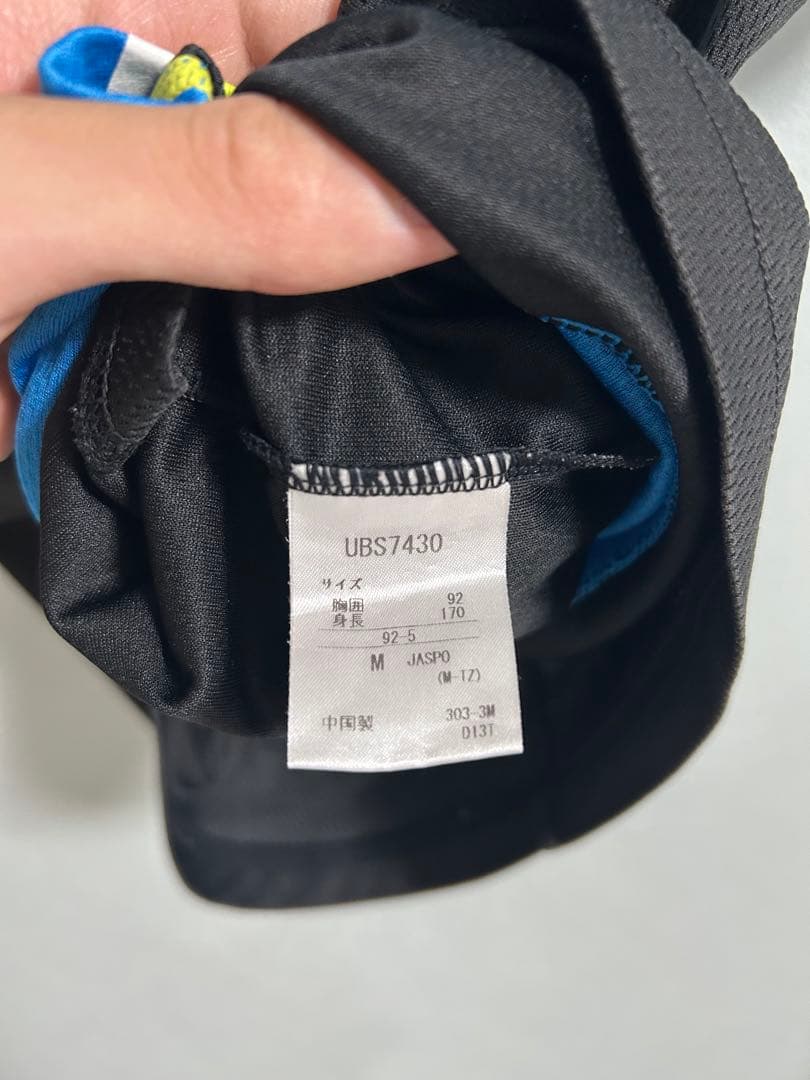 UBS7430
サイズ
胸囲 92
身長 170
92-5
M JASPO
(M-TZ)
中国製 303-3M
D13T